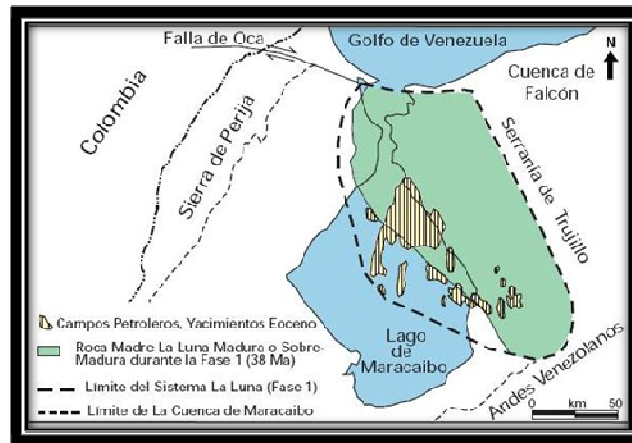 Falla de Oca
Golfo de Venezuela
N
Cuenca de
Falcón
Colombia
Sierra de Perijá
Serranía de Trujillo
Campos Petroleros, Yacimientos Eoceno
Roca Madre La Luna Madura o Sobre-
Madura durante la Fase 1 (38 Ma)
Límite del Sistema La Luna (Fase 1)
Límite de La Cuenca de Maracaibo
Lago
de
Maracaibo
Andes Venezolanos
0 km 50